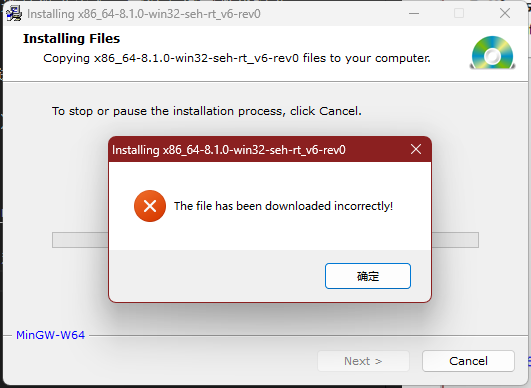 Installing x86_64-8.1.0-win32-seh-rt_v6-rev0
Installing Files
Copying x86_64-8.1.0-win32-seh-rt_v6-rev0 files to your computer.
To stop or pause the installation process, click Cancel.
Installing x86_64-8.1.0-win32-seh-rt_v6-rev0
The file has been downloaded incorrectly!
确定
MinGW-W64
Next >
Cancel